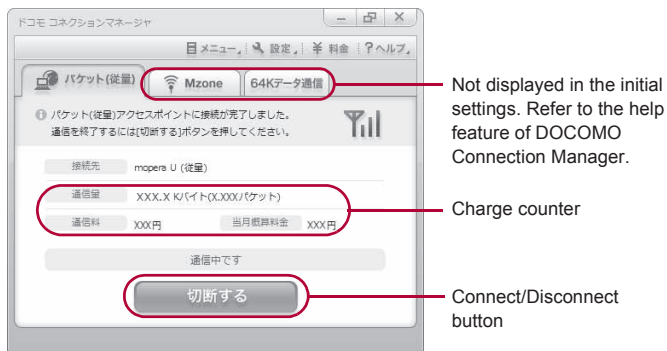 ドコモ コネクションマネージャ
メニュー 設定 ¥ 料金 ? ヘルプ
パケット(従量) Mzone 64Kデータ通信
パケット(従量)アクセスポイントに接続が完了しました。
通信を終了するには[切断する]ボタンを押してください。
接続先 mopera U (従量)
通信量 XXX.X Kバイト(X,XXXパケット)
通信料 XXX円 当月概算料金 XXX円
通信中です
切断する
Not displayed in the initial
settings. Refer to the help
feature of DOCOMO
Connection Manager.
Charge counter
Connect/Disconnect
button